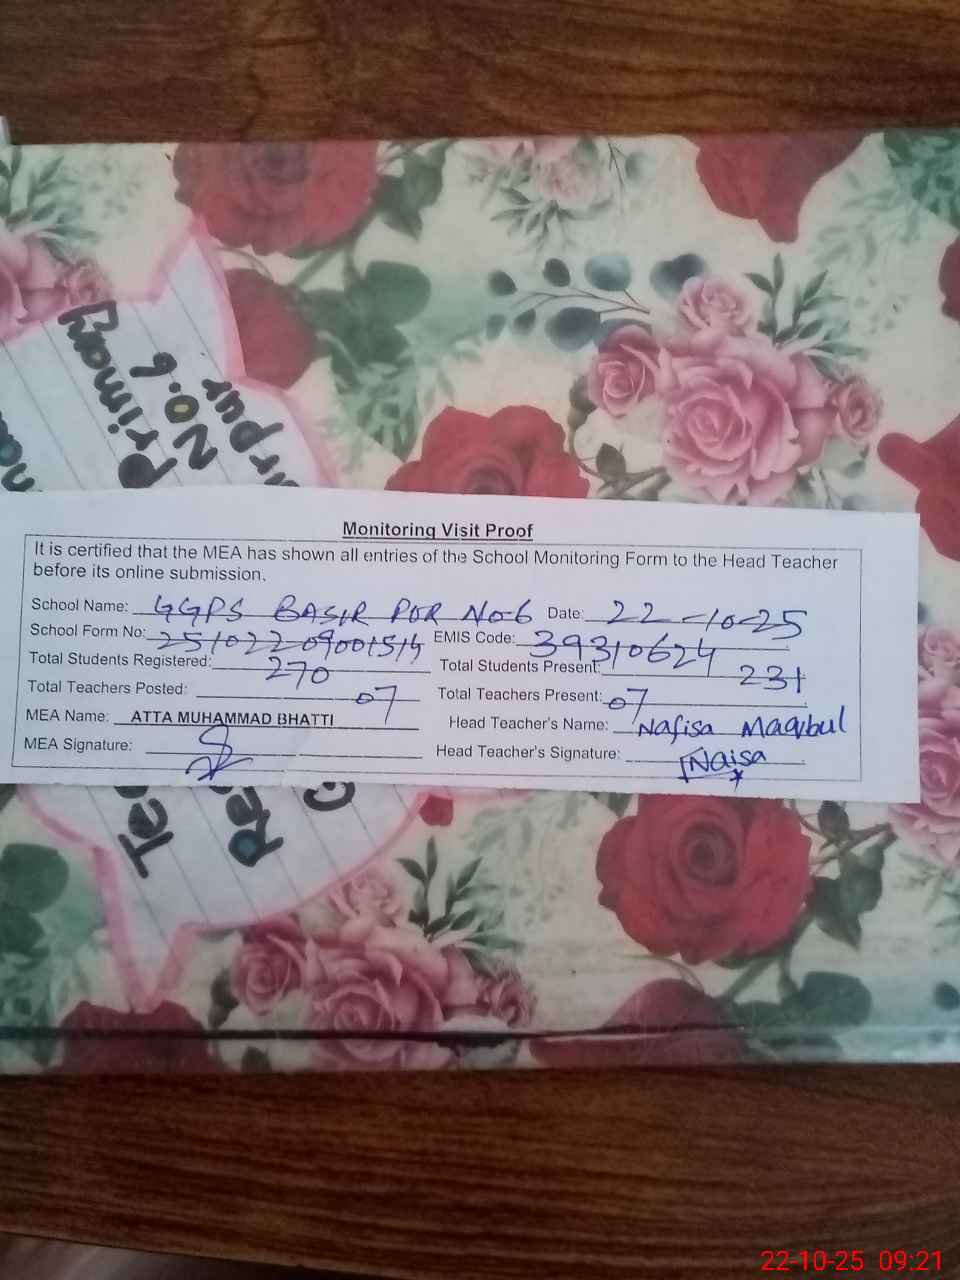 Primary
NO. 6
Monitoring Visit Proof
It is certified that the MEA has shown all entries of the School Monitoring Form to the Head Teacher
before its online submission.
School Name: GGPS BASIR POR No-6 Date: 22-10-25
School Form No: 25102209001514 EMIS Code: 39310624
Total Students Registered: 270 Total Students Present: 231
Total Teachers Posted: 07 Total Teachers Present: 07
MEA Name: ATTA MUHAMMAD BHATTI Head Teacher's Name: Nafisa Maqbul
MEA Signature: Head Teacher's Signature: Naisa
22-10-25 09:21